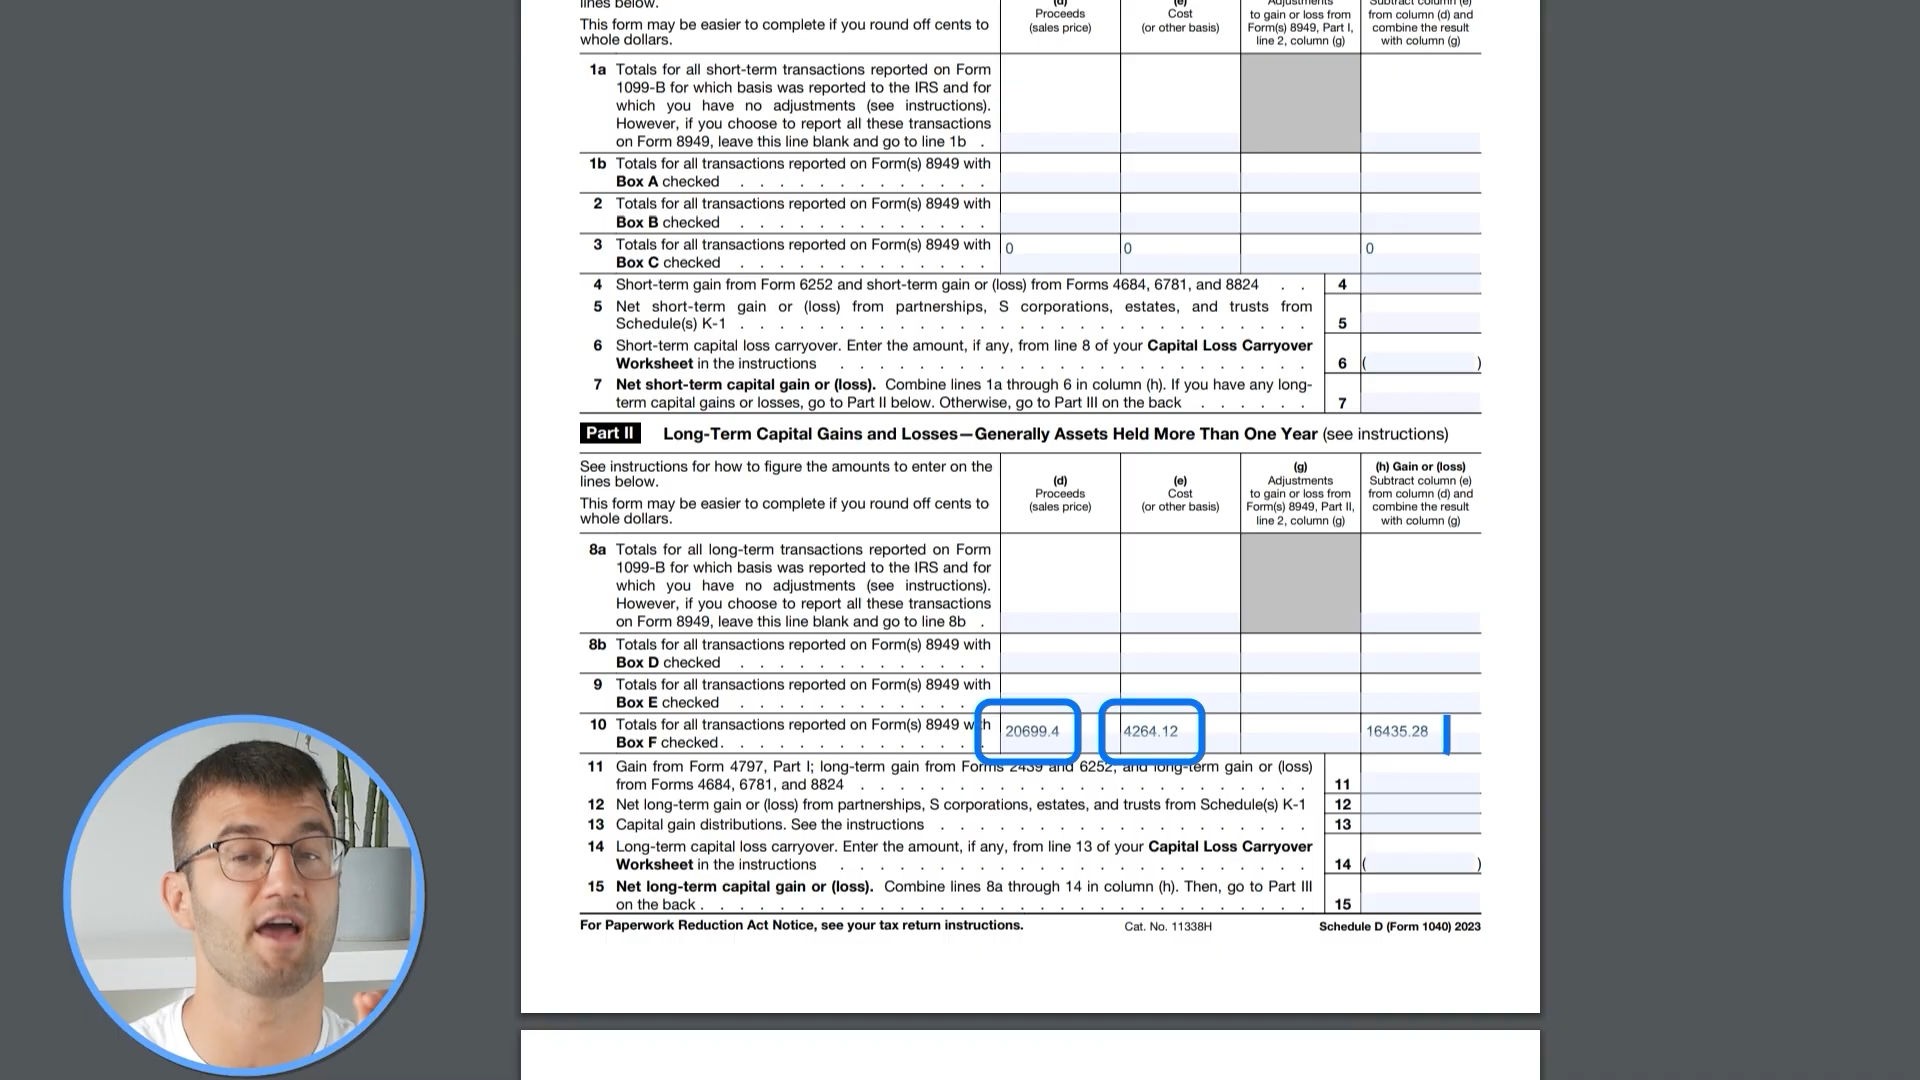 lines below.
This form may be easier to complete if you round off cents to
whole dollars.
(d)
Proceeds
(sales price)
(e)
Cost
(or other basis)
Adjustments
to gain or loss from
Form(s) 8949, Part I,
line 2, column (g)
Subtract column (e)
from column (d) and
combine the result
with column (g)
1a Totals for all short-term transactions reported on Form
1099-B for which basis was reported to the IRS and for
which you have no adjustments (see instructions).
However, if you choose to report all these transactions
on Form 8949, leave this line blank and go to line 1b .
1b Totals for all transactions reported on Form(s) 8949 with
Box A checked . . . . . . . . . . . . .
2 Totals for all transactions reported on Form(s) 8949 with
Box B checked . . . . . . . . . . . . .
3 Totals for all transactions reported on Form(s) 8949 with
Box C checked . . . . . . . . . . . . .
0 0 0
4 Short-term gain from Form 6252 and short-term gain or (loss) from Forms 4684, 6781, and 8824 . . 4
5 Net short-term gain or (loss) from partnerships, S corporations, estates, and trusts from
Schedule(s) K-1 . . . . . . . . . . . . . . . . . . . . . . . . . . . . . 5
6 Short-term capital loss carryover. Enter the amount, if any, from line 8 of your Capital Loss Carryover
Worksheet in the instructions . . . . . . . . . . . . . . . . . . . . . . . . 6 ( )
7 Net short-term capital gain or (loss). Combine lines 1a through 6 in column (h). If you have any long-
term capital gains or losses, go to Part II below. Otherwise, go to Part III on the back . . . . . . 7
Part II Long-Term Capital Gains and Losses—Generally Assets Held More Than One Year (see instructions)
See instructions for how to figure the amounts to enter on the
lines below.
This form may be easier to complete if you round off cents to
whole dollars.
(d)
Proceeds
(sales price)
(e)
Cost
(or other basis)
(g)
Adjustments
to gain or loss from
Form(s) 8949, Part II,
line 2, column (g)
(h) Gain or (loss)
Subtract column (e)
from column (d) and
combine the result
with column (g)
8a Totals for all long-term transactions reported on Form
1099-B for which basis was reported to the IRS and for
which you have no adjustments (see instructions).
However, if you choose to report all these transactions
on Form 8949, leave this line blank and go to line 8b .
8b Totals for all transactions reported on Form(s) 8949 with
Box D checked . . . . . . . . . . . . .
9 Totals for all transactions reported on Form(s) 8949 with
Box E checked . . . . . . . . . . . . .
10 Totals for all transactions reported on Form(s) 8949 with
Box F checked . . . . . . . . . . . . . .
20699.4 4264.12 16435.28
11 Gain from Form 4797, Part I; long-term gain from Forms 2439 and 6252; and long-term gain or (loss)
from Forms 4684, 6781, and 8824 . . . . . . . . . . . . . . . . . . . . . . . 11
12 Net long-term gain or (loss) from partnerships, S corporations, estates, and trusts from Schedule(s) K-1 12
13 Capital gain distributions. See the instructions . . . . . . . . . . . . . . . . . . . 13
14 Long-term capital loss carryover. Enter the amount, if any, from line 13 of your Capital Loss Carryover
Worksheet in the instructions . . . . . . . . . . . . . . . . . . . . . . . . 14 ( )
15 Net long-term capital gain or (loss). Combine lines 8a through 14 in column (h). Then, go to Part III
on the back . . . . . . . . . . . . . . . . . . . . . . . . . . . . . . 15
For Paperwork Reduction Act Notice, see your tax return instructions. Cat. No. 11338H Schedule D (Form 1040) 2023